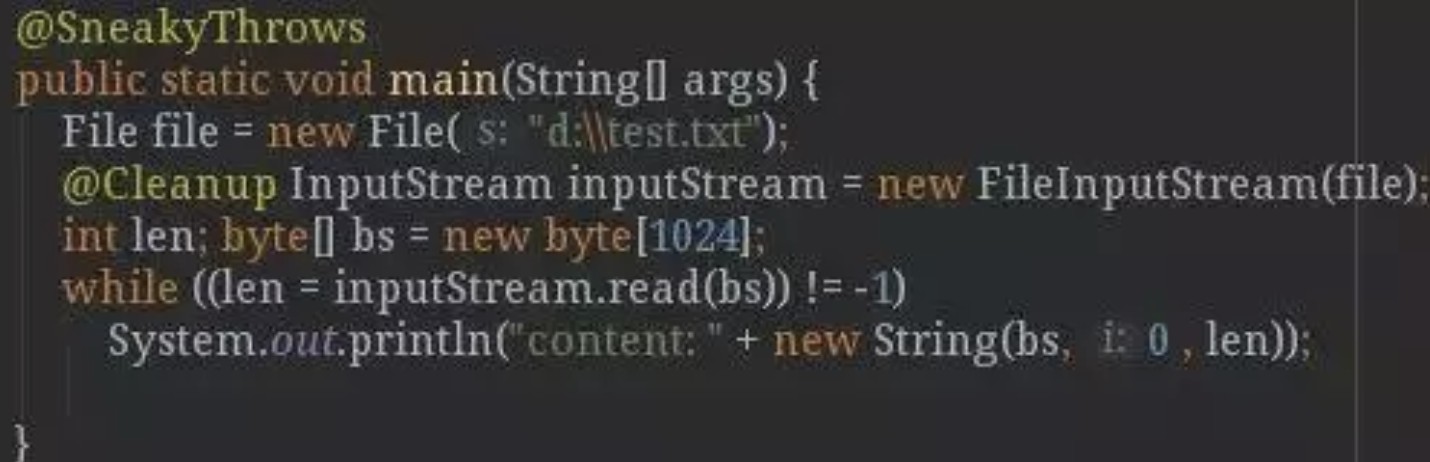 @SneakyThrows
public static void main(String[] args) {
File file = new File( s: "d:\\test.txt");
@Cleanup InputStream inputStream = new FileInputStream(file);
int len; byte[] bs = new byte[1024];
while ((len = inputStream.read(bs)) != -1)
System.out.println("content: " + new String(bs, i: 0 , len));
}